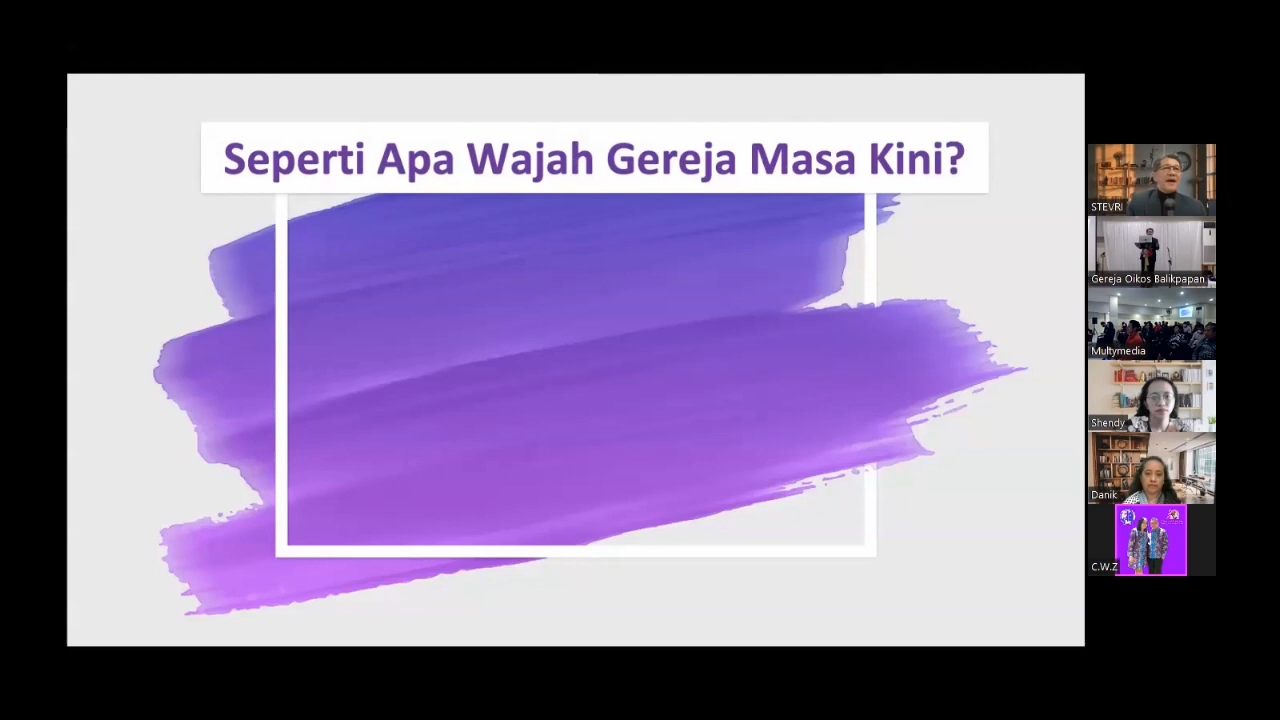 Seperti Apa Wajah Gereja Masa Kini?
STEVRI
Gereja Oikos Balikpapan
Multymedia
Shendy
Danik
C.W.Z